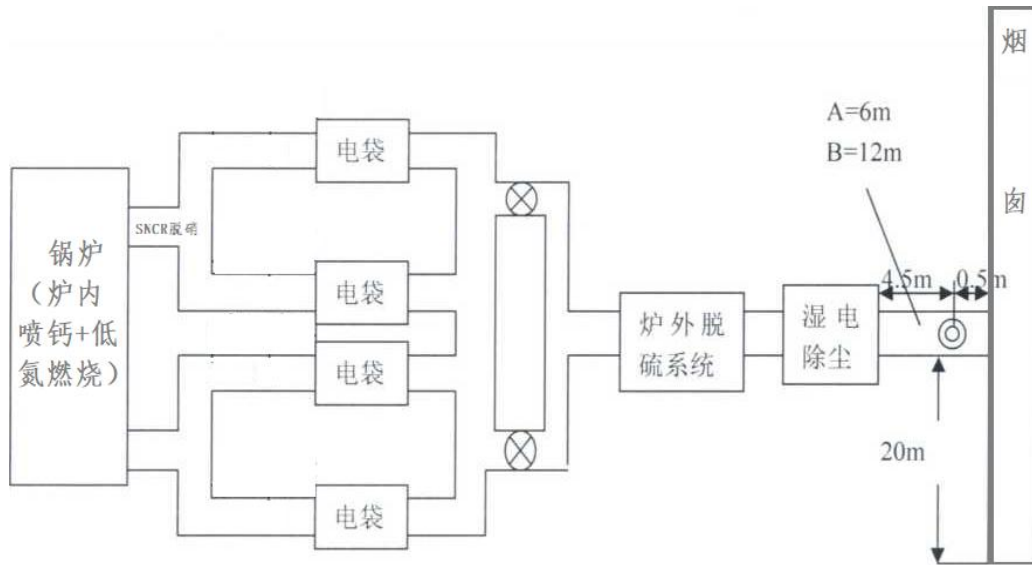 烟
囱
A=6m
B=12m
电袋
SNCR脱硝
锅炉
（炉内
喷钙+低
氮燃烧）
电袋
4.5m
0.5m
炉外脱
硫系统
湿电
除尘
电袋
20m
电袋